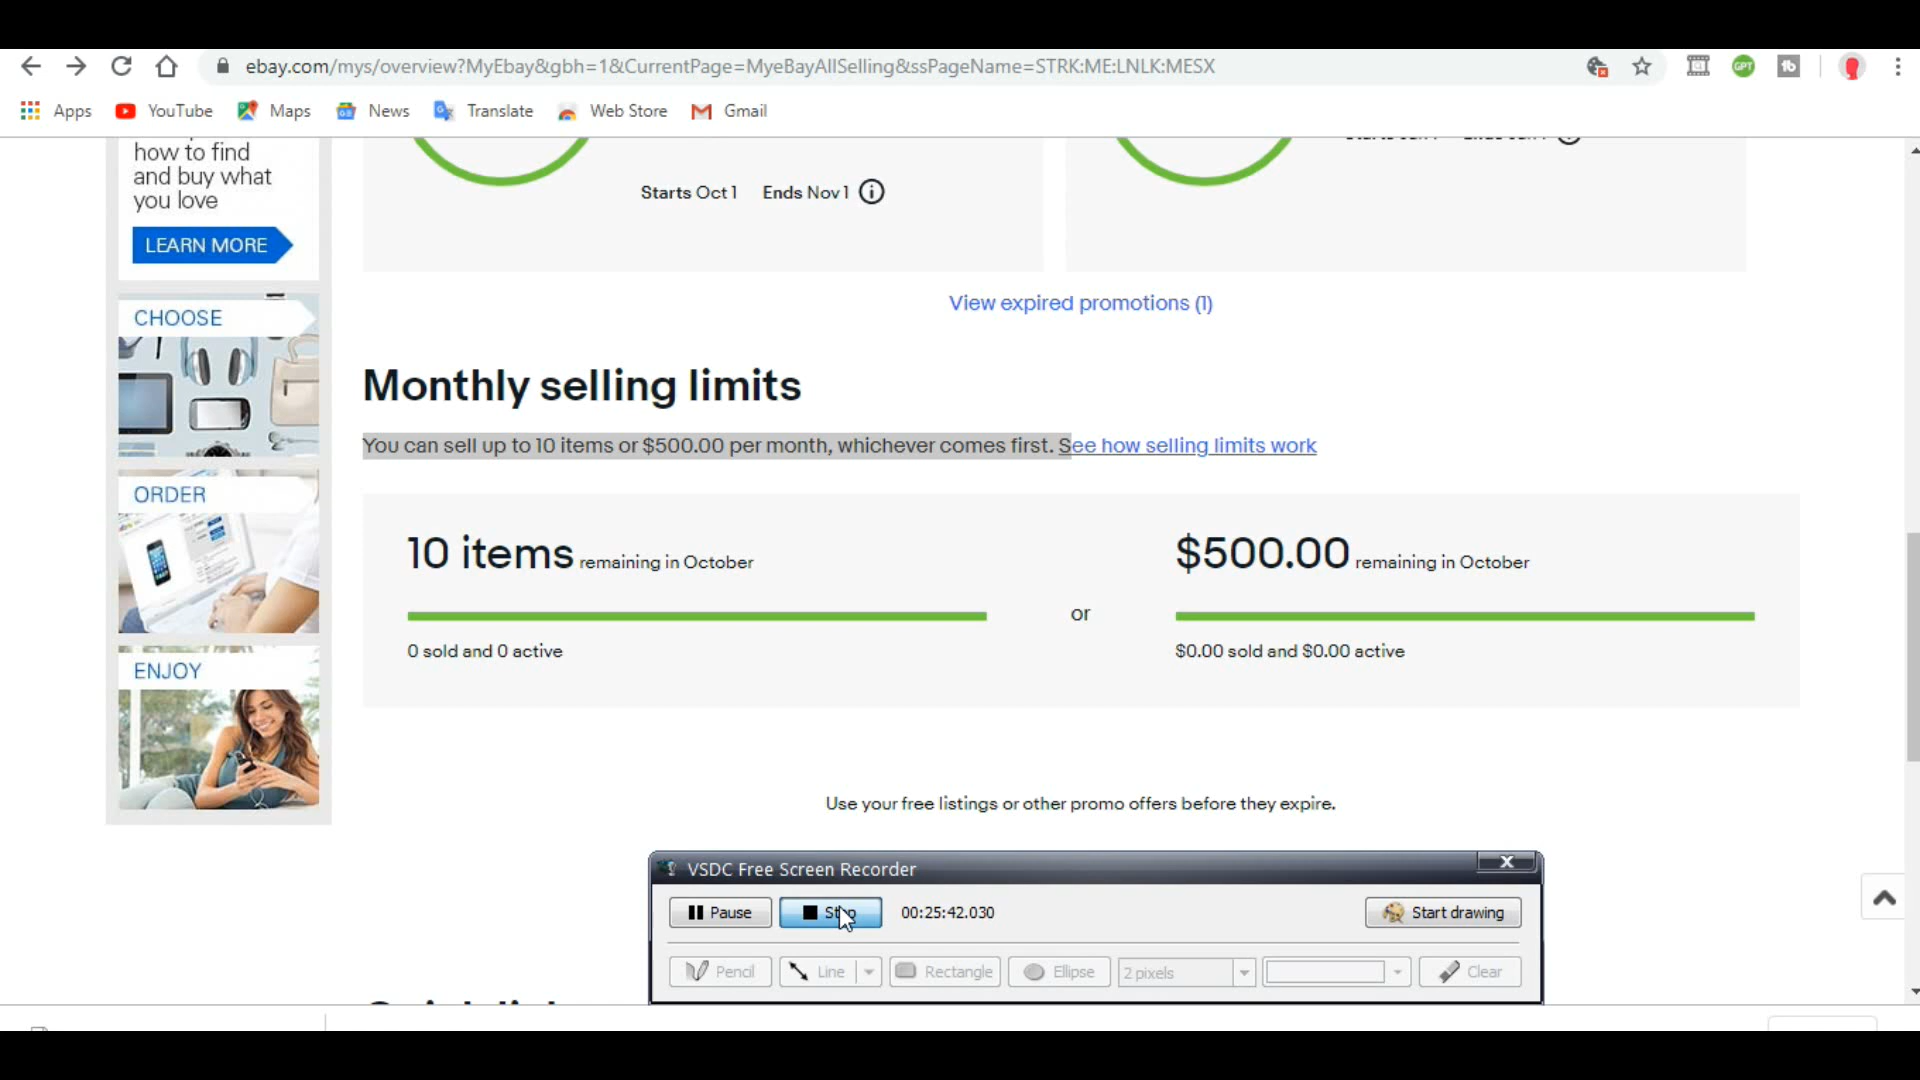 ebay.com/mys/overview?MyEbay&gbh=1&CurrentPage=MyeBayAllSelling&ssPageName=STRK:ME:LNLK:MESX
GPT
Apps YouTube Maps News Translate Web Store Gmail
how to find
and buy what
you love
LEARN MORE
Starts Oct 1 Ends Nov 1
View expired promotions (1)
CHOOSE
Monthly selling limits
You can sell up to 10 items or $500.00 per month, whichever comes first. See how selling limits work
ORDER
10 items remaining in October
$500.00 remaining in October
or
0 sold and 0 active
$0.00 sold and $0.00 active
ENJOY
Use your free listings or other promo offers before they expire.
VSDC Free Screen Recorder
Pause Stop 00:25:42.030 Start drawing
Pencil Line Rectangle Ellipse 2 pixels Clear